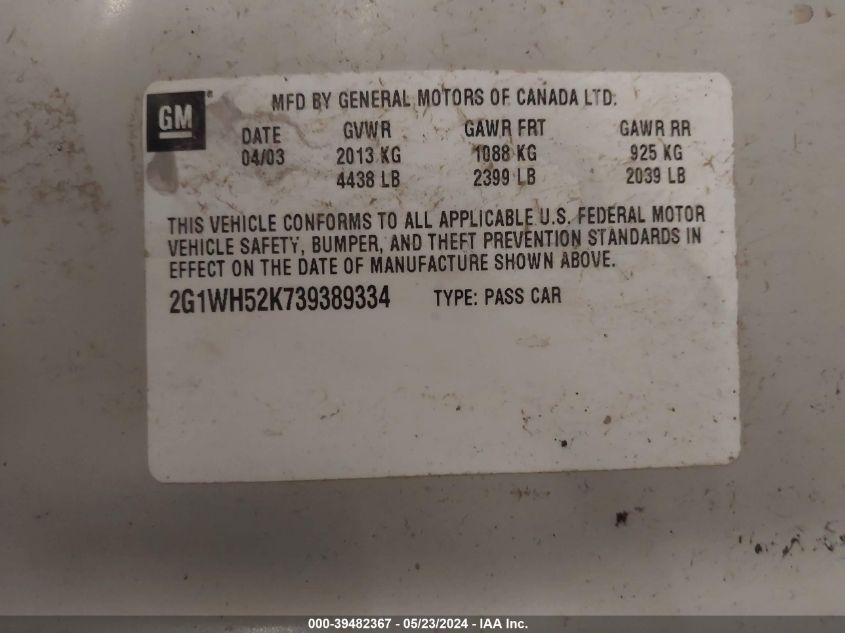 GM®
MFD BY GENERAL MOTORS OF CANADA LTD.
DATE GVWR GAWR FRT GAWR RR
04/03 2013 KG 1088 KG 925 KG
4438 LB 2399 LB 2039 LB
THIS VEHICLE CONFORMS TO ALL APPLICABLE U.S. FEDERAL MOTOR
VEHICLE SAFETY, BUMPER, AND THEFT PREVENTION STANDARDS IN
EFFECT ON THE DATE OF MANUFACTURE SHOWN ABOVE.
2G1WH52K739389334 TYPE: PASS CAR
000-39482367 - 05/23/2024 - IAA Inc.